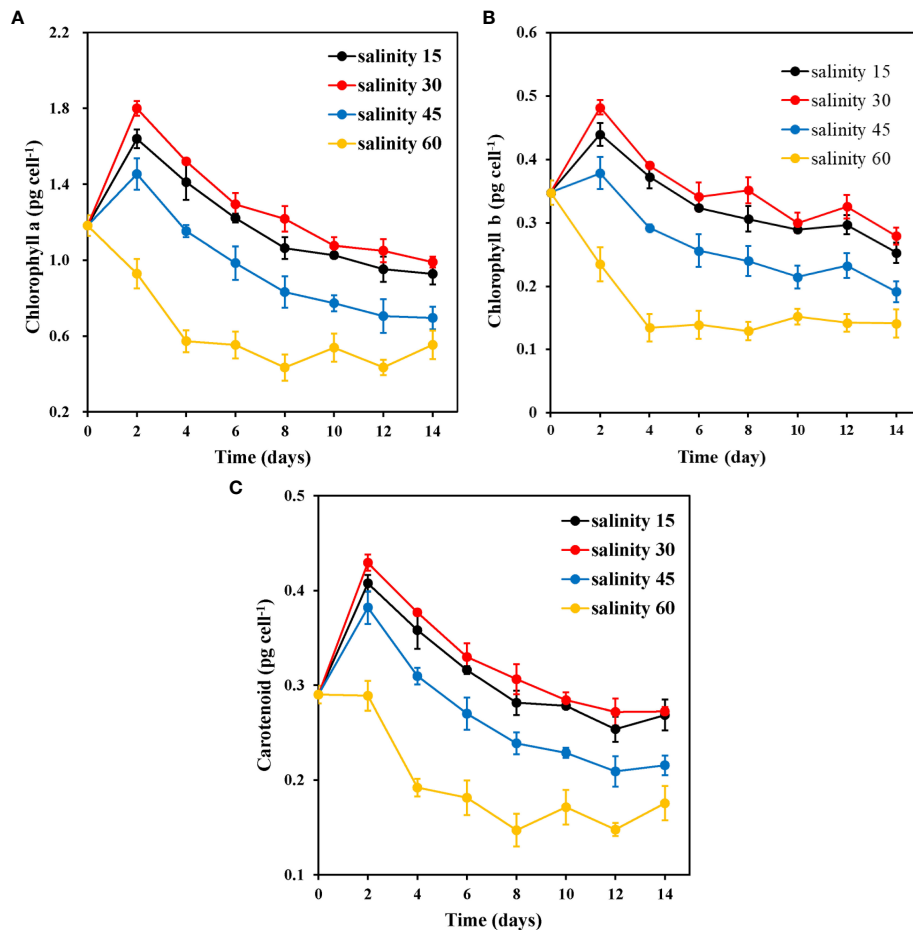 A
Chlorophyll a (pg cell-1)
2.2
1.8
1.4
1.0
0.6
0.2
salinity 15
salinity 30
salinity 45
salinity 60
0 2 4 6 8 10 12 14
Time (days)
B
Chlorophyll b (pg cell-1)
0.6
0.5
0.4
0.3
0.2
0.1
0
salinity 15
salinity 30
salinity 45
salinity 60
0 2 4 6 8 10 12 14
Time (day)
C
Carotenoid (pg cell-1)
0.5
0.4
0.3
0.2
0.1
salinity 15
salinity 30
salinity 45
salinity 60
0 2 4 6 8 10 12 14
Time (days)